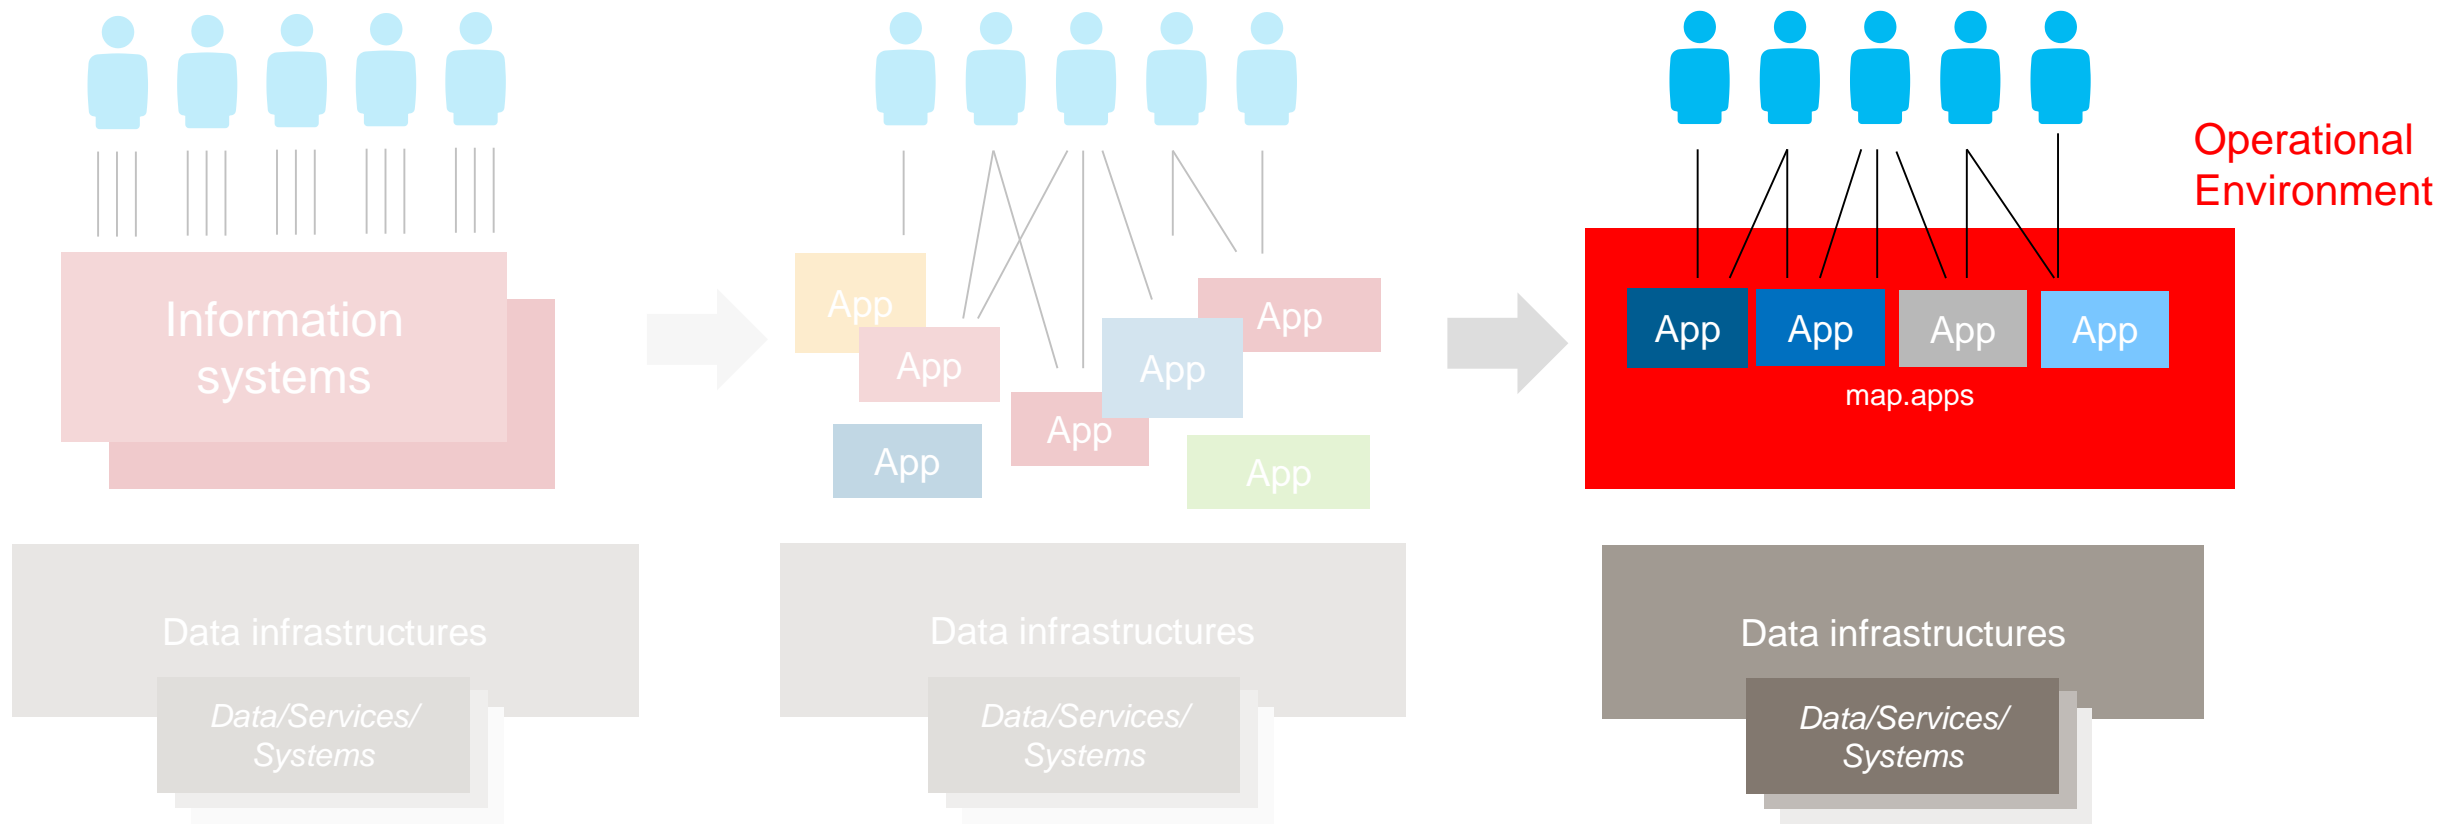 Information
systems
Data infrastructures
Data/Services/
Systems
App
App
App
App
App
App
App
Data infrastructures
Data/Services/
Systems
Operational
Environment
App
App
App
App
map.apps
Data infrastructures
Data/Services/
Systems